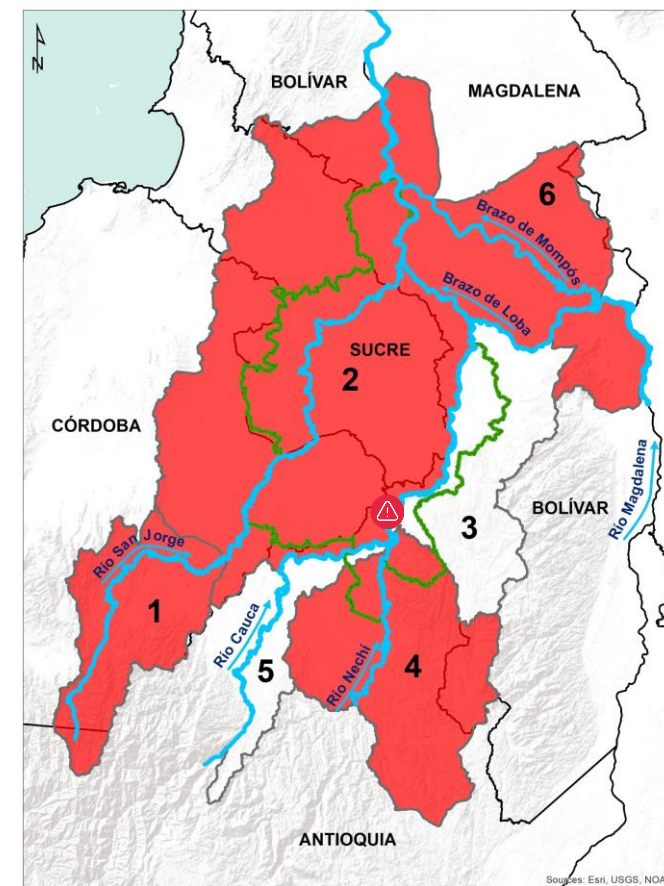 N
BOLÍVAR
MAGDALENA
6
Brazo de Mompós
Brazo de Loba
SUCRE
2
CÓRDOBA
BOLÍVAR
3
Río Magdalena
Río San Jorge
1
Río Cauca
5
Río Nechí
4
ANTIOQUIA
Sources: Esri, USGS, NOA